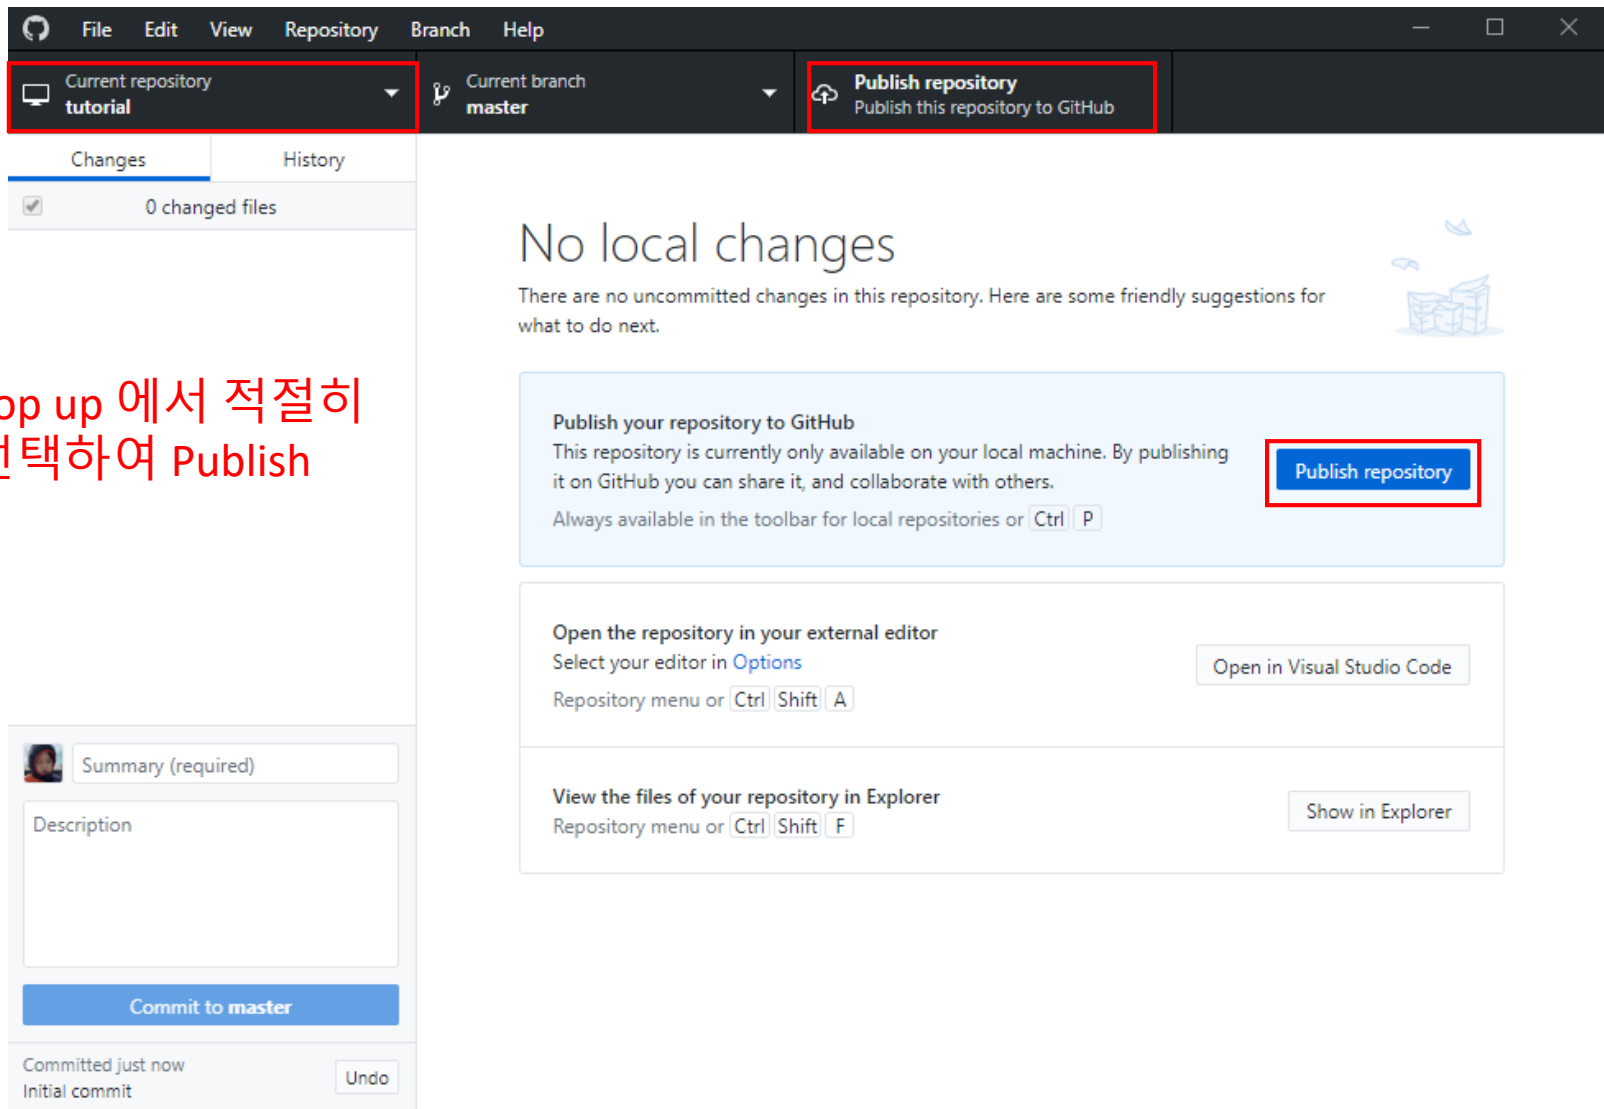 File Edit View Repository Branch Help
Current repository
tutorial
Current branch
master
Publish repository
Publish this repository to GitHub
Changes History
0 changed files
No local changes
There are no uncommitted changes in this repository. Here are some friendly suggestions for
what to do next.
up 에서 적절히
Publish
Publish your repository to GitHub
This repository is currently only available on your local machine. By publishing
it on GitHub you can share it, and collaborate with others.
Always available in the toolbar for local repositories or Ctrl P
Publish repository
Open the repository in your external editor
Select your editor in Options
Repository menu or Ctrl Shift A
Open in Visual Studio Code
View the files of your repository in Explorer
Repository menu or Ctrl Shift F
Show in Explorer
Summary (required)
Description
Commit to master
Committed just now
Initial commit
Undo